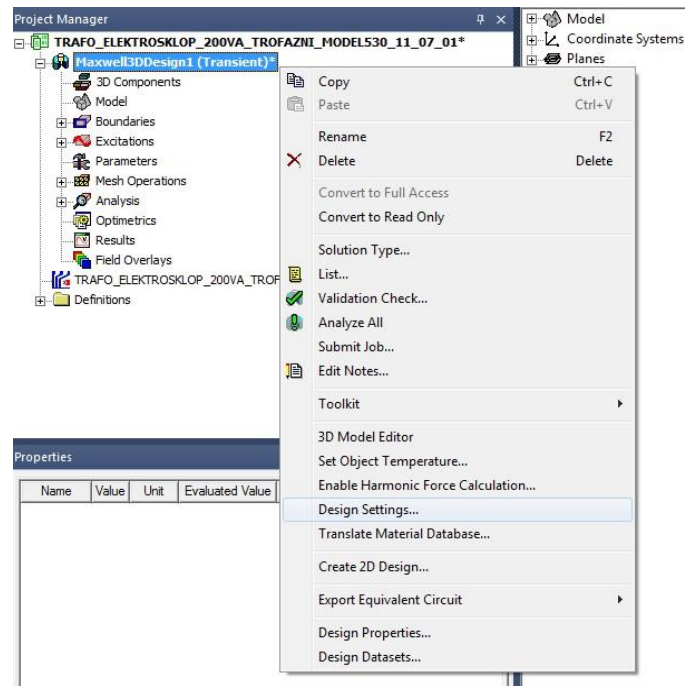 Project Manager
TRAFO_ELEKTROSKLOP_200VA_TROFAZNI_MODEL530_11_07_01*
Maxwell3DDesign1 (Transient)*
3D Components
Model
Boundaries
Excitations
Parameters
Mesh Operations
Analysis
Optimetrics
Results
Field Overlays
TRAFO_ELEKTROSKLOP_200VA_TROF
Definitions
Model
Coordinate Systems
Planes
Copy Ctrl+C
Paste Ctrl+V
Rename F2
Delete Delete
Convert to Full Access
Convert to Read Only
Solution Type...
List...
Validation Check...
Analyze All
Submit Job...
Edit Notes...
Toolkit
3D Model Editor
Set Object Temperature...
Enable Harmonic Force Calculation...
Design Settings...
Translate Material Database...
Create 2D Design...
Export Equivalent Circuit
Design Properties...
Design Datasets...
Properties
Name Value Unit Evaluated Value